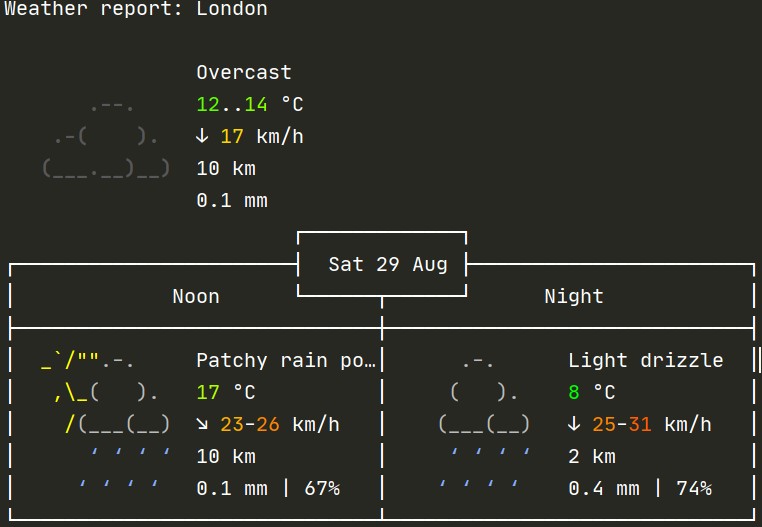 Weather report: London
Overcast
12..14 °C
↓ 17 km/h
10 km
0.1 mm
Sat 29 Aug
Noon Night
Patchy rain po… Light drizzle
17 °C 8 °C
↘ 23-26 km/h ↓ 25-31 km/h
10 km 2 km
0.1 mm | 67% 0.4 mm | 74%